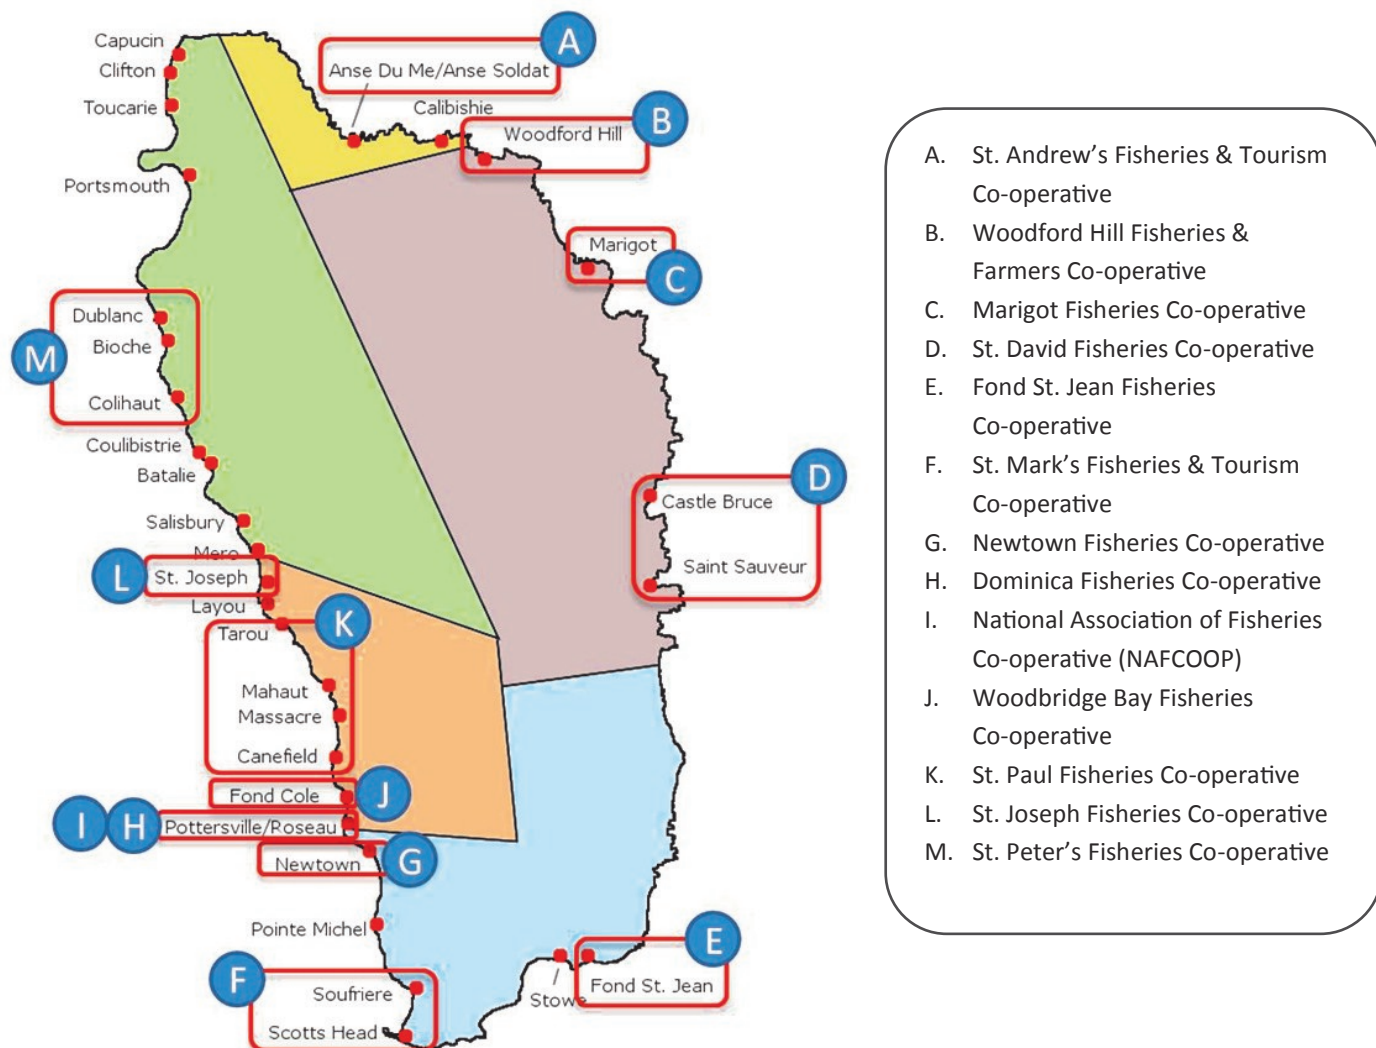 Capucin
Clifton
Toucarie
Portsmouth
Anse Du Me/Anse Soldat
A
Calibishie
Woodford Hill
B
Marigot
C
Dublanc
Bioche
Colihaut
M
Coulibistrie
Batalie
Salisbury
Mero
Castle Bruce
Saint Sauveur
D
L
St. Joseph
Layou
Tarou
K
Mahaut
Massacre
Canefield
Fond Cole
J
I
H
Pottersville/Roseau
Newtown
G
Pointe Michel
F
Soufriere
Scotts Head
Stowe
Fond St. Jean
E
A. St. Andrew’s Fisheries & Tourism
Co-operative
B. Woodford Hill Fisheries &
Farmers Co-operative
C. Marigot Fisheries Co-operative
D. St. David Fisheries Co-operative
E. Fond St. Jean Fisheries
Co-operative
F. St. Mark’s Fisheries & Tourism
Co-operative
G. Newtown Fisheries Co-operative
H. Dominica Fisheries Co-operative
I. National Association of Fisheries
Co-operative (NAFCOOP)
J. Woodbridge Bay Fisheries
Co-operative
K. St. Paul Fisheries Co-operative
L. St. Joseph Fisheries Co-operative
M. St. Peter’s Fisheries Co-operative